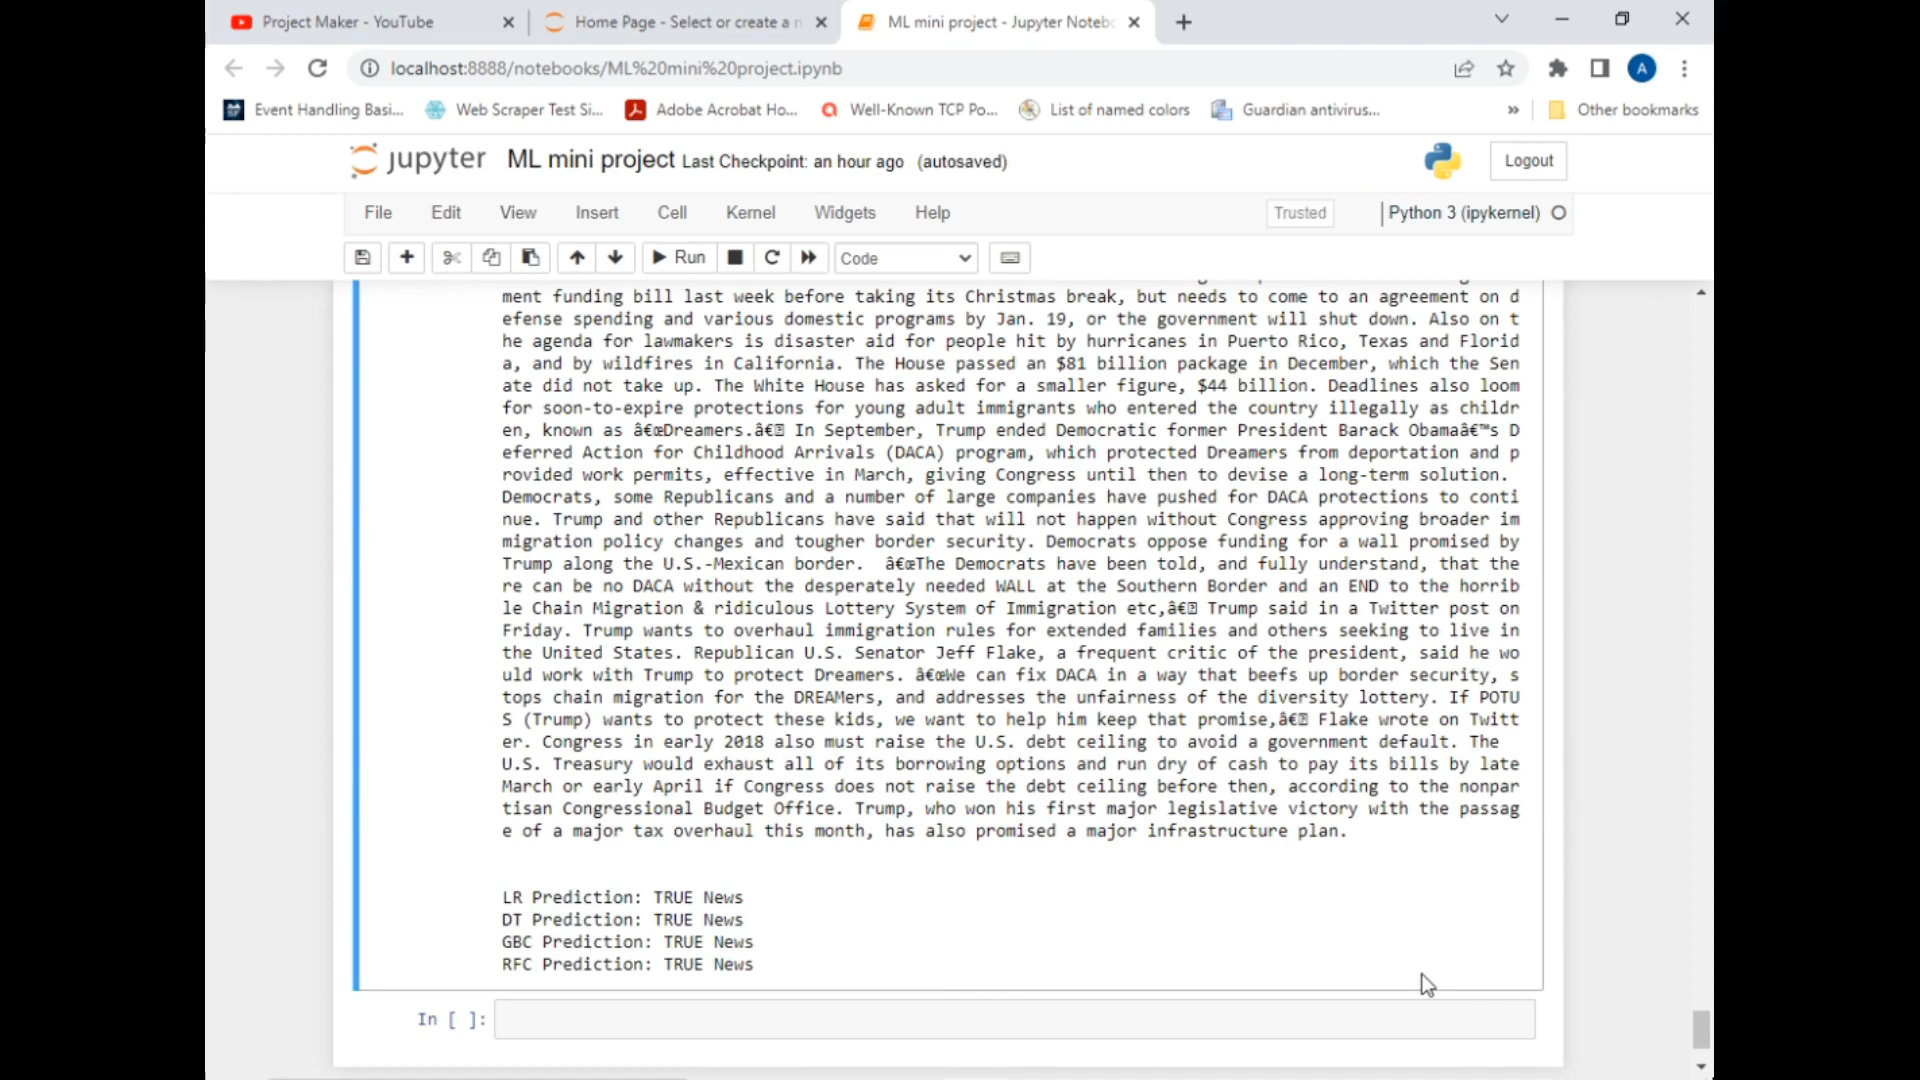 Project Maker - YouTube
Home Page - Select or create a n
ML mini project - Jupyter Notebo
localhost:8888/notebooks/ML%20mini%20project.ipynb
A
Event Handling Basi...
Web Scraper Test Si...
Adobe Acrobat Ho...
Well-Known TCP Po...
List of named colors
Guardian antivirus...
»
Other bookmarks
jupyter ML mini project Last Checkpoint: an hour ago (autosaved)
Logout
File Edit View Insert Cell Kernel Widgets Help
Trusted
Python 3 (ipykernel)
Run
Code
ment funding bill last week before taking its Christmas break, but needs to come to an agreement on d
efense spending and various domestic programs by Jan. 19, or the government will shut down. Also on t
he agenda for lawmakers is disaster aid for people hit by hurricanes in Puerto Rico, Texas and Florid
a, and by wildfires in California. The House passed an $81 billion package in December, which the Sen
ate did not take up. The White House has asked for a smaller figure, $44 billion. Deadlines also loom
for soon-to-expire protections for young adult immigrants who entered the country illegally as childr
en, known as â€œDreamers.â€ In September, Trump ended Democratic former President Barack Obamaâ€™s D
eferred Action for Childhood Arrivals (DACA) program, which protected Dreamers from deportation and p
rovided work permits, effective in March, giving Congress until then to devise a long-term solution.
Democrats, some Republicans and a number of large companies have pushed for DACA protections to conti
nue. Trump and other Republicans have said that will not happen without Congress approving broader im
migration policy changes and tougher border security. Democrats oppose funding for a wall promised by
Trump along the U.S.-Mexican border.  â€œThe Democrats have been told, and fully understand, that the
re can be no DACA without the desperately needed WALL at the Southern Border and an END to the horrib
le Chain Migration & ridiculous Lottery System of Immigration etc,â€ Trump said in a Twitter post on
Friday. Trump wants to overhaul immigration rules for extended families and others seeking to live in
the United States. Republican U.S. Senator Jeff Flake, a frequent critic of the president, said he wo
uld work with Trump to protect Dreamers. â€œWe can fix DACA in a way that beefs up border security, s
tops chain migration for the DREAMers, and addresses the unfairness of the diversity lottery. If POTU
S (Trump) wants to protect these kids, we want to help him keep that promise,â€ Flake wrote on Twitt
er. Congress in early 2018 also must raise the U.S. debt ceiling to avoid a government default. The
U.S. Treasury would exhaust all of its borrowing options and run dry of cash to pay its bills by late
March or early April if Congress does not raise the debt ceiling before then, according to the nonpar
tisan Congressional Budget Office. Trump, who won his first major legislative victory with the passag
e of a major tax overhaul this month, has also promised a major infrastructure plan.
LR Prediction: TRUE News
DT Prediction: TRUE News
GBC Prediction: TRUE News
RFC Prediction: TRUE News
In [ ]: